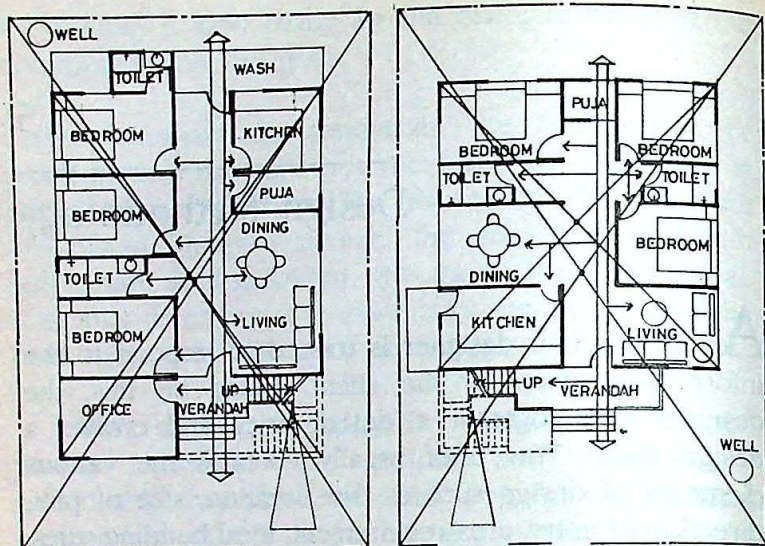 WELL
TOILET
WASH
BEDROOM
KITCHEN
PUJA
BEDROOM
DINING
TOILET
LIVING
BEDROOM
UP
OFFICE
VERANDAH
PUJA
BEDROOM
BEDROOM
TOILET
TOILET
BEDROOM
DINING
KITCHEN
LIVING
UP
VERANDAH
WELL